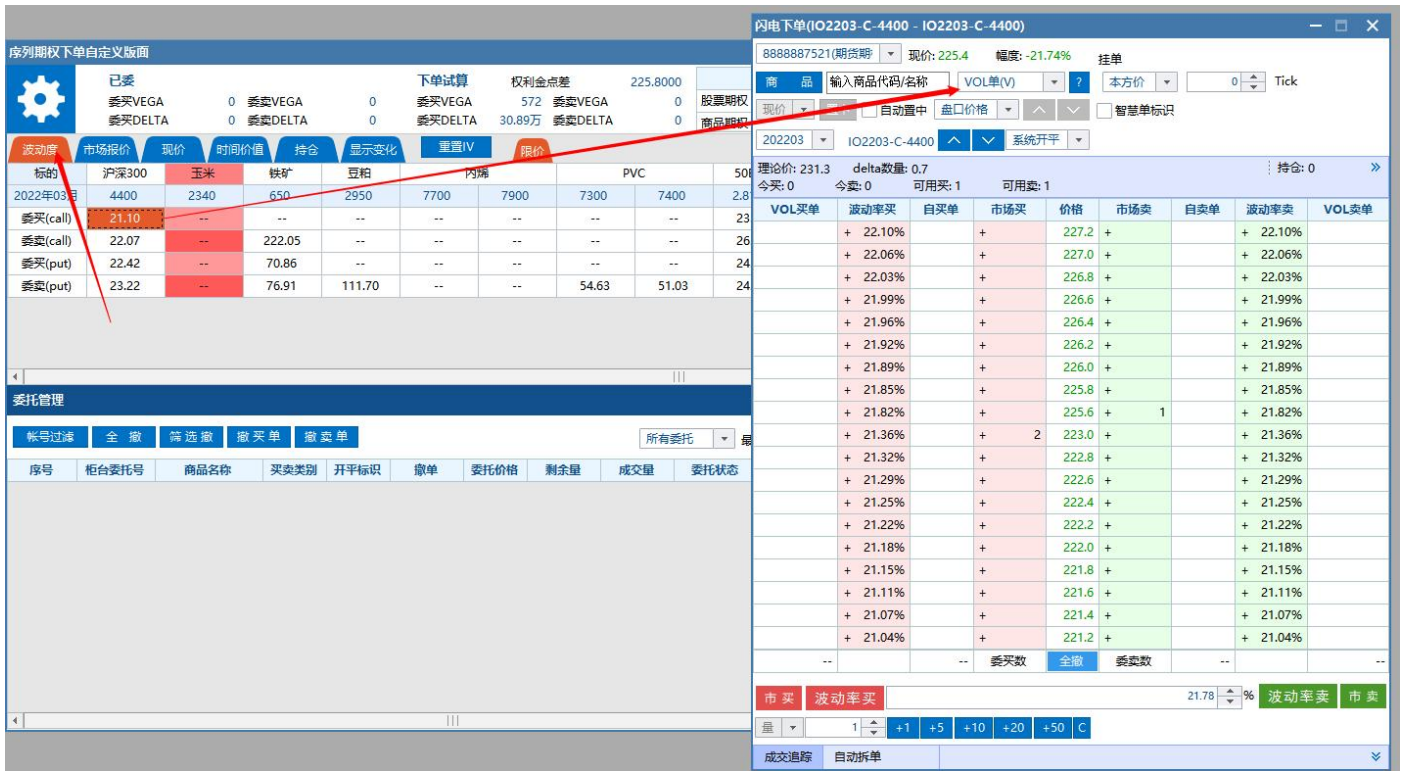 序列期权下单自定义版面
已委 下单试算 权利金点差 225.8000
委买VEGA 0 委卖VEGA 0 委买VEGA 572 委卖VEGA 0 股票期权
委买DELTA 0 委卖DELTA 0 委买DELTA 30.89万 委卖DELTA 0 商品期权
波动度 市场报价 现价 时间价值 持仓 显示变化 重置IV 限价
标的 沪深300 玉米 铁矿 豆粕 丙烯 PVC 50E
2022年03月 4400 2340 650 2950 7700 7900 7300 7400 2.8
委买(call) 21.10 -- -- -- -- -- -- -- 23
委卖(call) 22.07 -- 222.05 -- -- -- -- -- 26
委买(put) 22.42 -- 70.86 -- -- -- -- -- 24
委卖(put) 23.22 -- 76.91 111.70 -- -- 54.63 51.03 24
委托管理
帐号过滤 全 撤 筛选撤 撤买单 撤卖单 所有委托 最
序号 柜台委托号 商品名称 买卖类别 开平标识 撤单 委托价格 剩余量 成交量 委托状态
闪电下单(IO2203-C-4400 - IO2203-C-4400)
8888887521(期货期 现价: 225.4 幅度: -21.74% 挂单
商 品 输入商品代码/名称 VOL单(V) ? 本方价 0 Tick
现价 自动置中 盘口价格 智慧单标识
202203 IO2203-C-4400 系统开平
理论价: 231.3 delta数量: 0.7 持仓: 0
今买: 0 今卖: 0 可用买: 1 可用卖: 1
VOL买单 波动率买 自买单 市场买 价格 市场卖 自卖单 波动率卖 VOL卖单
+ 22.10% + 227.2 + + 22.10%
+ 22.06% + 227.0 + + 22.06%
+ 22.03% + 226.8 + + 22.03%
+ 21.99% + 226.6 + + 21.99%
+ 21.96% + 226.4 + + 21.96%
+ 21.92% + 226.2 + + 21.92%
+ 21.89% + 226.0 + + 21.89%
+ 21.85% + 225.8 + + 21.85%
+ 21.82% + 225.6 + 1 + 21.82%
+ 21.36% + 2 223.0 + + 21.36%
+ 21.32% + 222.8 + + 21.32%
+ 21.29% + 222.6 + + 21.29%
+ 21.25% + 222.4 + + 21.25%
+ 21.22% + 222.2 + + 21.22%
+ 21.18% + 222.0 + + 21.18%
+ 21.15% + 221.8 + + 21.15%
+ 21.11% + 221.6 + + 21.11%
+ 21.07% + 221.4 + + 21.07%
+ 21.04% + 221.2 + + 21.04%
-- -- 委买数 全撤 委卖数 -- --
市买 波动率买 21.78 % 波动率卖 市卖
量 1 +1 +5 +10 +20 +50 C
成交追踪 自动拆单